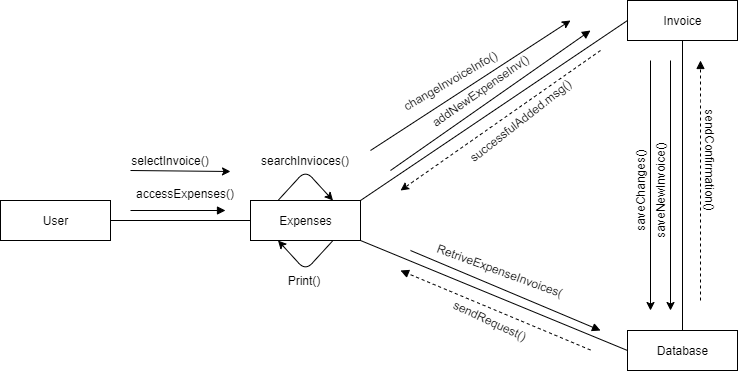 Invoice
changeInvoiceInfo()
addNewExpenseInv()
successfulAdded.msg()
selectInvoice()
searchInvioces()
accessExpenses()
User
Expenses
Print()
saveChanges()
saveNewInvoice()
sendConfirmation()
RetriveExpenseInvoices(
sendRequest()
Database